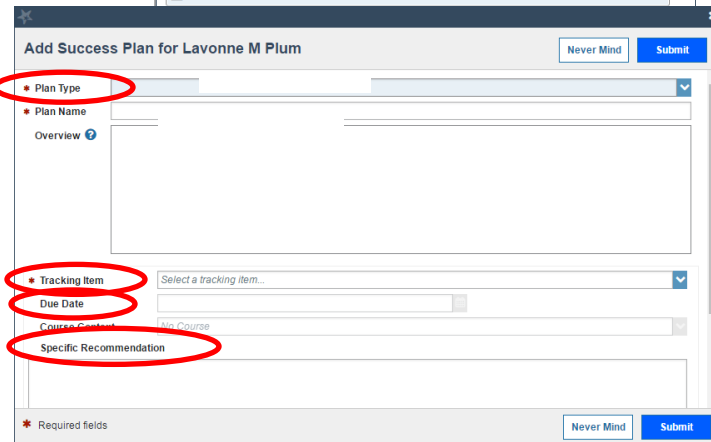 Add Success Plan for Lavonne M Plum Never Mind Submit
* Plan Type
* Plan Name
Overview ?
* Tracking Item Select a tracking item...
Due Date
Course Context No Course
Specific Recommendation
* Required fields Never Mind Submit